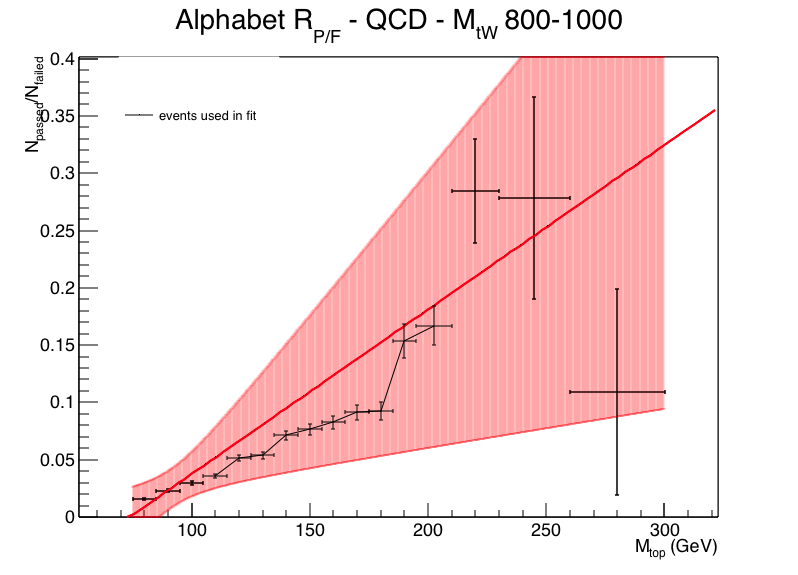 Alphabet R_P/F - QCD - M_tW 800-1000
N_passed/N_failed
events used in fit
0.4
0.35
0.3
0.25
0.2
0.15
0.1
0.05
0
100 150 200 250 300
M_top (GeV)